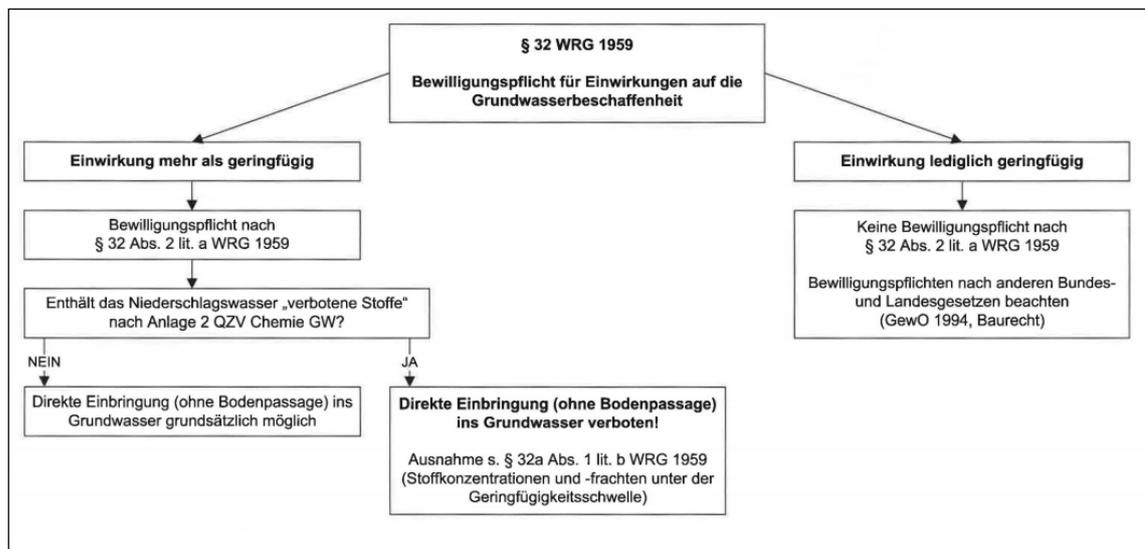 § 32 WRG 1959
Bewilligungspflicht für Einwirkungen auf die
Grundwasserbeschaffenheit
Einwirkung mehr als geringfügig
Einwirkung lediglich geringfügig
Bewilligungspflicht nach
§ 32 Abs. 2 lit. a WRG 1959
Keine Bewilligungspflicht nach
§ 32 Abs. 2 lit. a WRG 1959
Bewilligungspflichten nach anderen Bundes-
und Landesgesetzen beachten
(GewO 1994, Baurecht)
Enthält das Niederschlagswasser „verbotene Stoffe“
nach Anlage 2 QZV Chemie GW?
NEIN
JA
Direkte Einbringung (ohne Bodenpassage) ins
Grundwasser grundsätzlich möglich
Direkte Einbringung (ohne Bodenpassage)
ins Grundwasser verboten!
Ausnahme s. § 32a Abs. 1 lit. b WRG 1959
(Stoffkonzentrationen und -frachten unter der
Geringfügigkeitsschwelle)